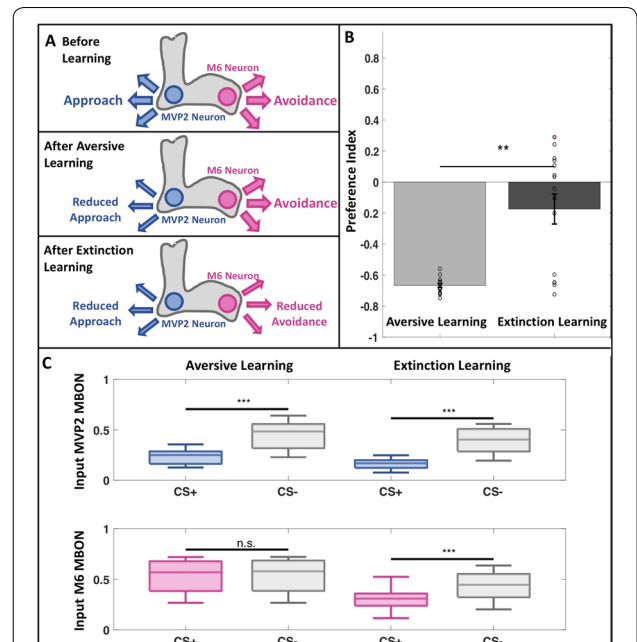 A Before
Learning
M6 Neuron
Approach
Avoidance
MVP2 Neuron
After Aversive
Learning
M6 Neuron
Reduced
Approach
Avoidance
MVP2 Neuron
After Extinction
Learning
M6 Neuron
Reduced
Approach
Reduced
Avoidance
MVP2 Neuron
B
Preference Index
0.8
0.6
0.4
0.2
0
-0.2
-0.4
-0.6
-0.8
-1
**
Aversive Learning Extinction Learning
C
Aversive Learning Extinction Learning
Input MVP2 MBON
1
0.5
0
*** ***
CS+ CS- CS+ CS-
Input M6 MBON
1
0.5
0
n.s. ***
CS+ CS- CS+ CS-